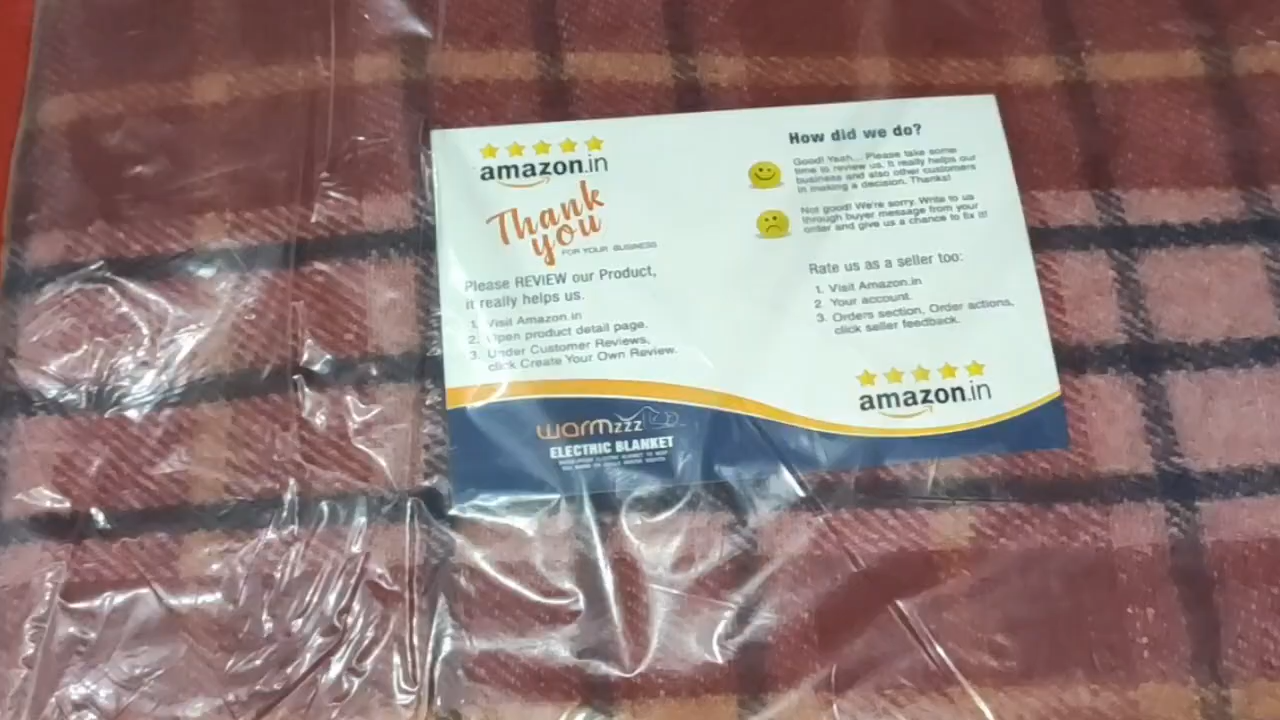 amazon.in
Thank
you
FOR YOUR BUSINESS
Please REVIEW our Product,
it really helps us.
1. Visit Amazon.in
2. Open product detail page.
3. Under Customer Reviews,
click Create Your Own Review.
warmzzz
ELECTRIC BLANKET
How did we do?
Good! Yeah... Please take some
time to review us. It really helps our
business and also other customers
in making a decision. Thanks!
Not good! We're sorry. Write to us
through buyer message from your
order and give us a chance to fix it!
Rate us as a seller too:
1. Visit Amazon.in
2. Your account.
3. Orders section, Order actions,
click seller feedback.
amazon.in